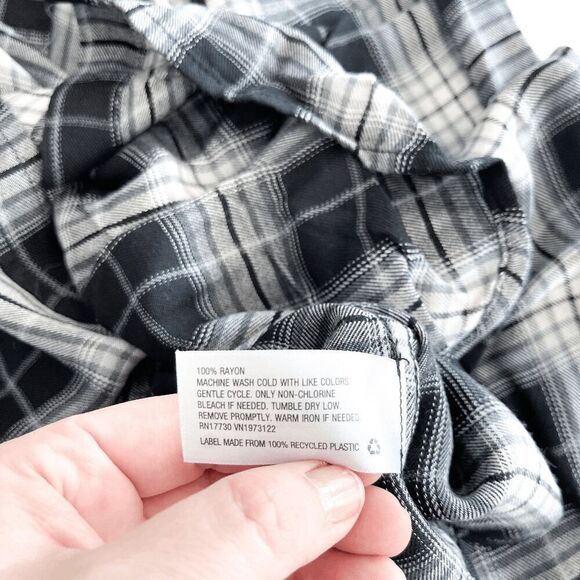 100% RAYON
MACHINE WASH COLD WITH LIKE COLORS
GENTLE CYCLE. ONLY NON-CHLORINE
BLEACH IF NEEDED. TUMBLE DRY LOW.
REMOVE PROMPTLY. WARM IRON IF NEEDED.
RN17730 VN1973122
LABEL MADE FROM 100% RECYCLED PLASTIC